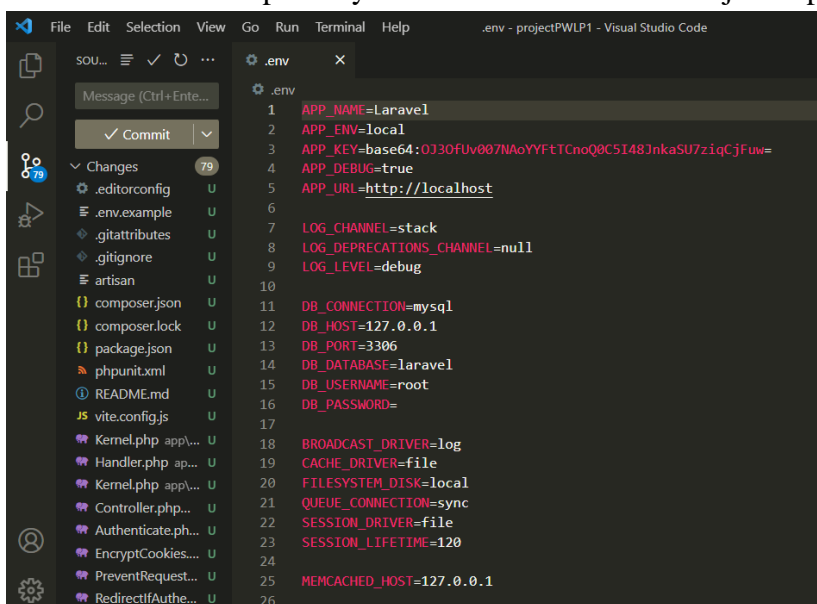 File Edit Selection View Go Run Terminal Help .env - projectPWLP1 - Visual Studio Code
SOU...
.env
Message (Ctrl+Ente...
.env
Commit
Changes 79
79
.editorconfig U
.env.example U
.gitattributes U
.gitignore U
artisan U
composer.json U
composer.lock U
package.json U
phpunit.xml U
README.md U
JS vite.config.js U
Kernel.php app\... U
Handler.php ap... U
Kernel.php app\... U
Controller.php... U
Authenticate.ph... U
EncryptCookies.... U
PreventRequest... U
RedirectIfAuthe... U
1 APP_NAME=Laravel
2 APP_ENV=local
3 APP_KEY=base64:OJ3OfUv007NAoYYFtTCnoQ0C5I48JnkaSU7ziqCjFuw=
4 APP_DEBUG=true
5 APP_URL=http://localhost
6
7 LOG_CHANNEL=stack
8 LOG_DEPRECATIONS_CHANNEL=null
9 LOG_LEVEL=debug
10
11 DB_CONNECTION=mysql
12 DB_HOST=127.0.0.1
13 DB_PORT=3306
14 DB_DATABASE=laravel
15 DB_USERNAME=root
16 DB_PASSWORD=
17
18 BROADCAST_DRIVER=log
19 CACHE_DRIVER=file
20 FILESYSTEM_DISK=local
21 QUEUE_CONNECTION=sync
22 SESSION_DRIVER=file
23 SESSION_LIFETIME=120
24
25 MEMCACHED_HOST=127.0.0.1
26